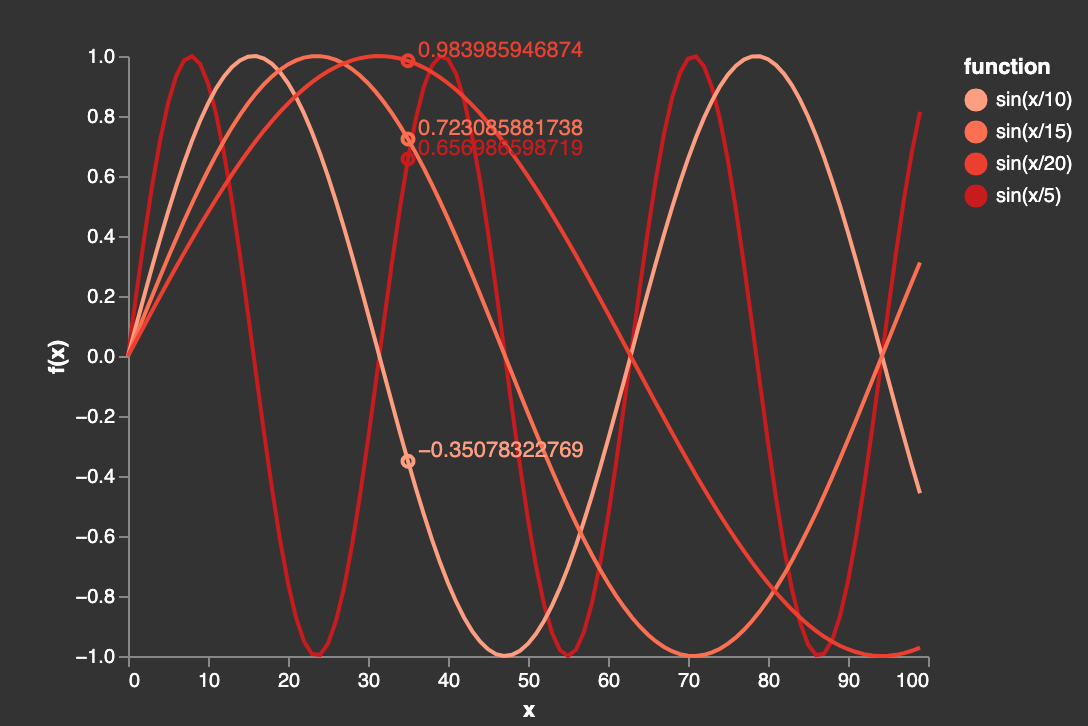 1.0
0.8
0.6
0.4
0.2
0.0
−0.2
−0.4
−0.6
−0.8
−1.0
f(x)
0.983985946874
0.723085881738
0.656986598719
−0.35078322769
0 10 20 30 40 50 60 70 80 90 100
x
function
sin(x/10)
sin(x/15)
sin(x/20)
sin(x/5)